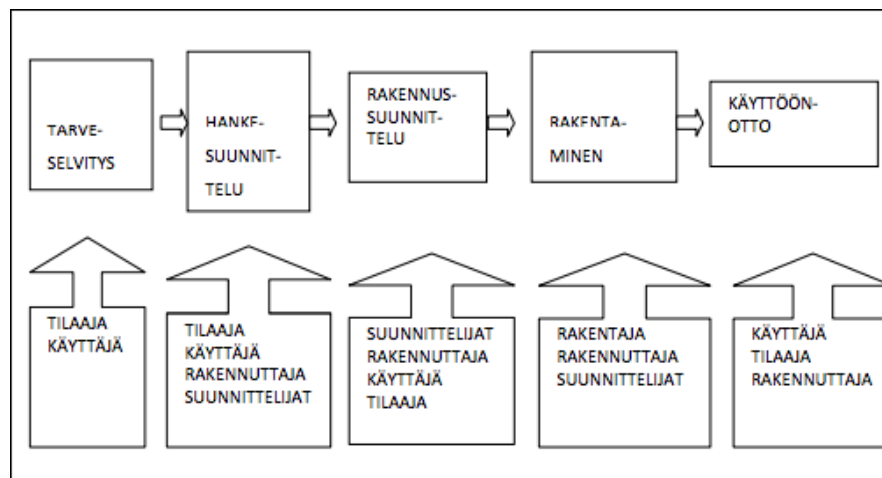 TARVE-
SELVITYS
HANKE-
SUUNNIT-
TELU
RAKENNUS-
SUUNNIT-
TELU
RAKENTA-
MINEN
KÄYTTÖÖN-
OTTO
TILAAJA
KÄYTTÄJÄ
TILAAJA
KÄYTTÄJÄ
RAKENNUTTAJA
SUUNNITTELIJAT
SUUNNITTELIJAT
RAKENNUTTAJA
KÄYTTÄJÄ
TILAAJA
RAKENTAJA
RAKENNUTTAJA
SUUNNITTELIJAT
KÄYTTÄJÄ
TILAAJA
RAKENNUTTAJA